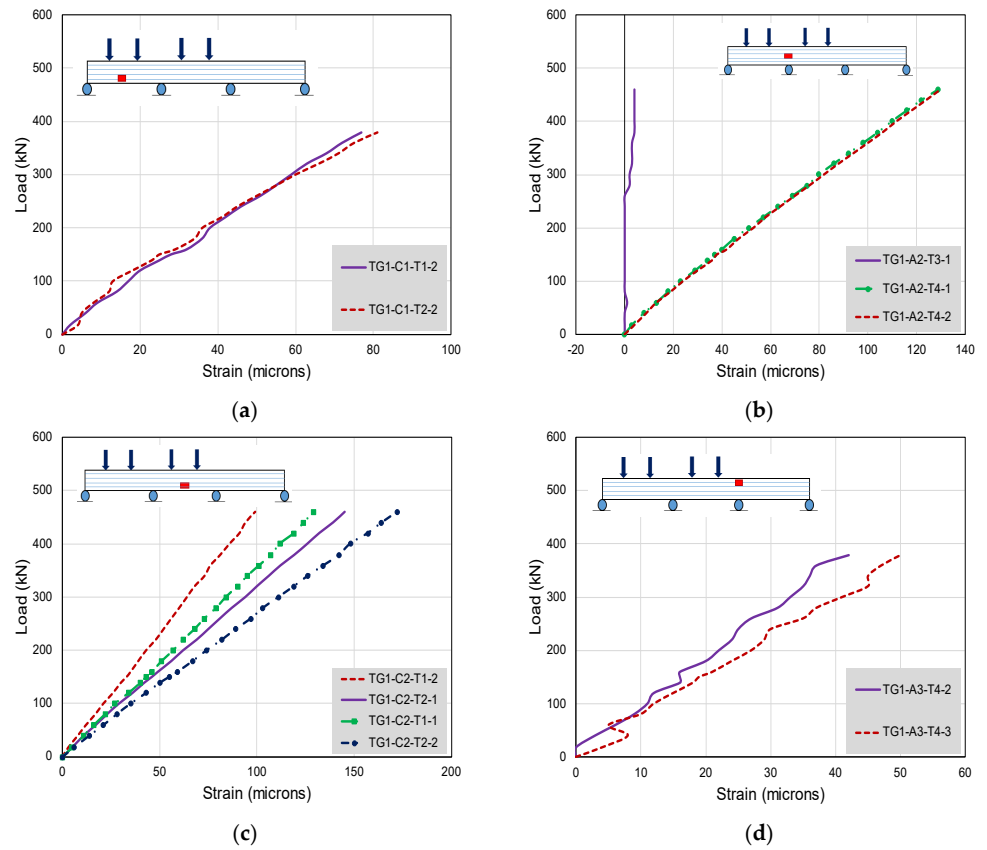 600
500
400
300
200
100
0
Load (kN)
TG1-C1-T1-2
TG1-C1-T2-2
0 20 40 60 80 100
Strain (microns)
(a)
600
500
400
300
200
100
0
Load (kN)
TG1-A2-T3-1
TG1-A2-T4-1
TG1-A2-T4-2
-20 0 20 40 60 80 100 120 140
Strain (microns)
(b)
600
500
400
300
200
100
0
Load (kN)
TG1-C2-T1-2
TG1-C2-T2-1
TG1-C2-T1-1
TG1-C2-T2-2
0 50 100 150 200
Strain (microns)
(c)
600
500
400
300
200
100
0
Load (kN)
TG1-A3-T4-2
TG1-A3-T4-3
0 10 20 30 40 50 60
Strain (microns)
(d)